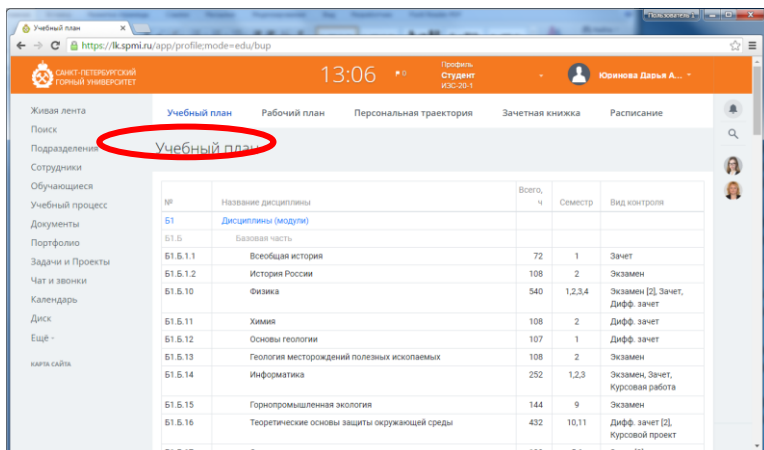 Учебный план
Пользователь 1
https://lk.spmi.ru/app/profile;mode=edu/bup
САНКТ-ПЕТЕРБУРГСКИЙ
ГОРНЫЙ УНИВЕРСИТЕТ
13:06
0
Профиль
Студент
ИЗС-20-1
Юринова Дарья А...
Живая лента
Поиск
Подразделения
Сотрудники
Обучающиеся
Учебный процесс
Документы
Портфолио
Задачи и Проекты
Чат и звонки
Календарь
Диск
Ещё -
КАРТА САЙТА
Учебный план Рабочий план Персональная траектория Зачетная книжка Расписание
Учебный план
№ Название дисциплины Всего, ч Семестр Вид контроля
Б1 Дисциплины (модули)
Б1.Б Базовая часть
Б1.Б.1.1 Всеобщая история 72 1 Зачет
Б1.Б.1.2 История России 108 2 Экзамен
Б1.Б.10 Физика 540 1,2,3,4 Экзамен [2], Зачет,
Дифф. зачет
Б1.Б.11 Химия 108 2 Дифф. зачет
Б1.Б.12 Основы геологии 107 1 Дифф. зачет
Б1.Б.13 Геология месторождений полезных ископаемых 108 2 Экзамен
Б1.Б.14 Информатика 252 1,2,3 Экзамен, Зачет,
Курсовая работа
Б1.Б.15 Горнопромышленная экология 144 9 Экзамен
Б1.Б.16 Теоретические основы защиты окружающей среды 432 10,11 Дифф. зачет [2],
Курсовой проект